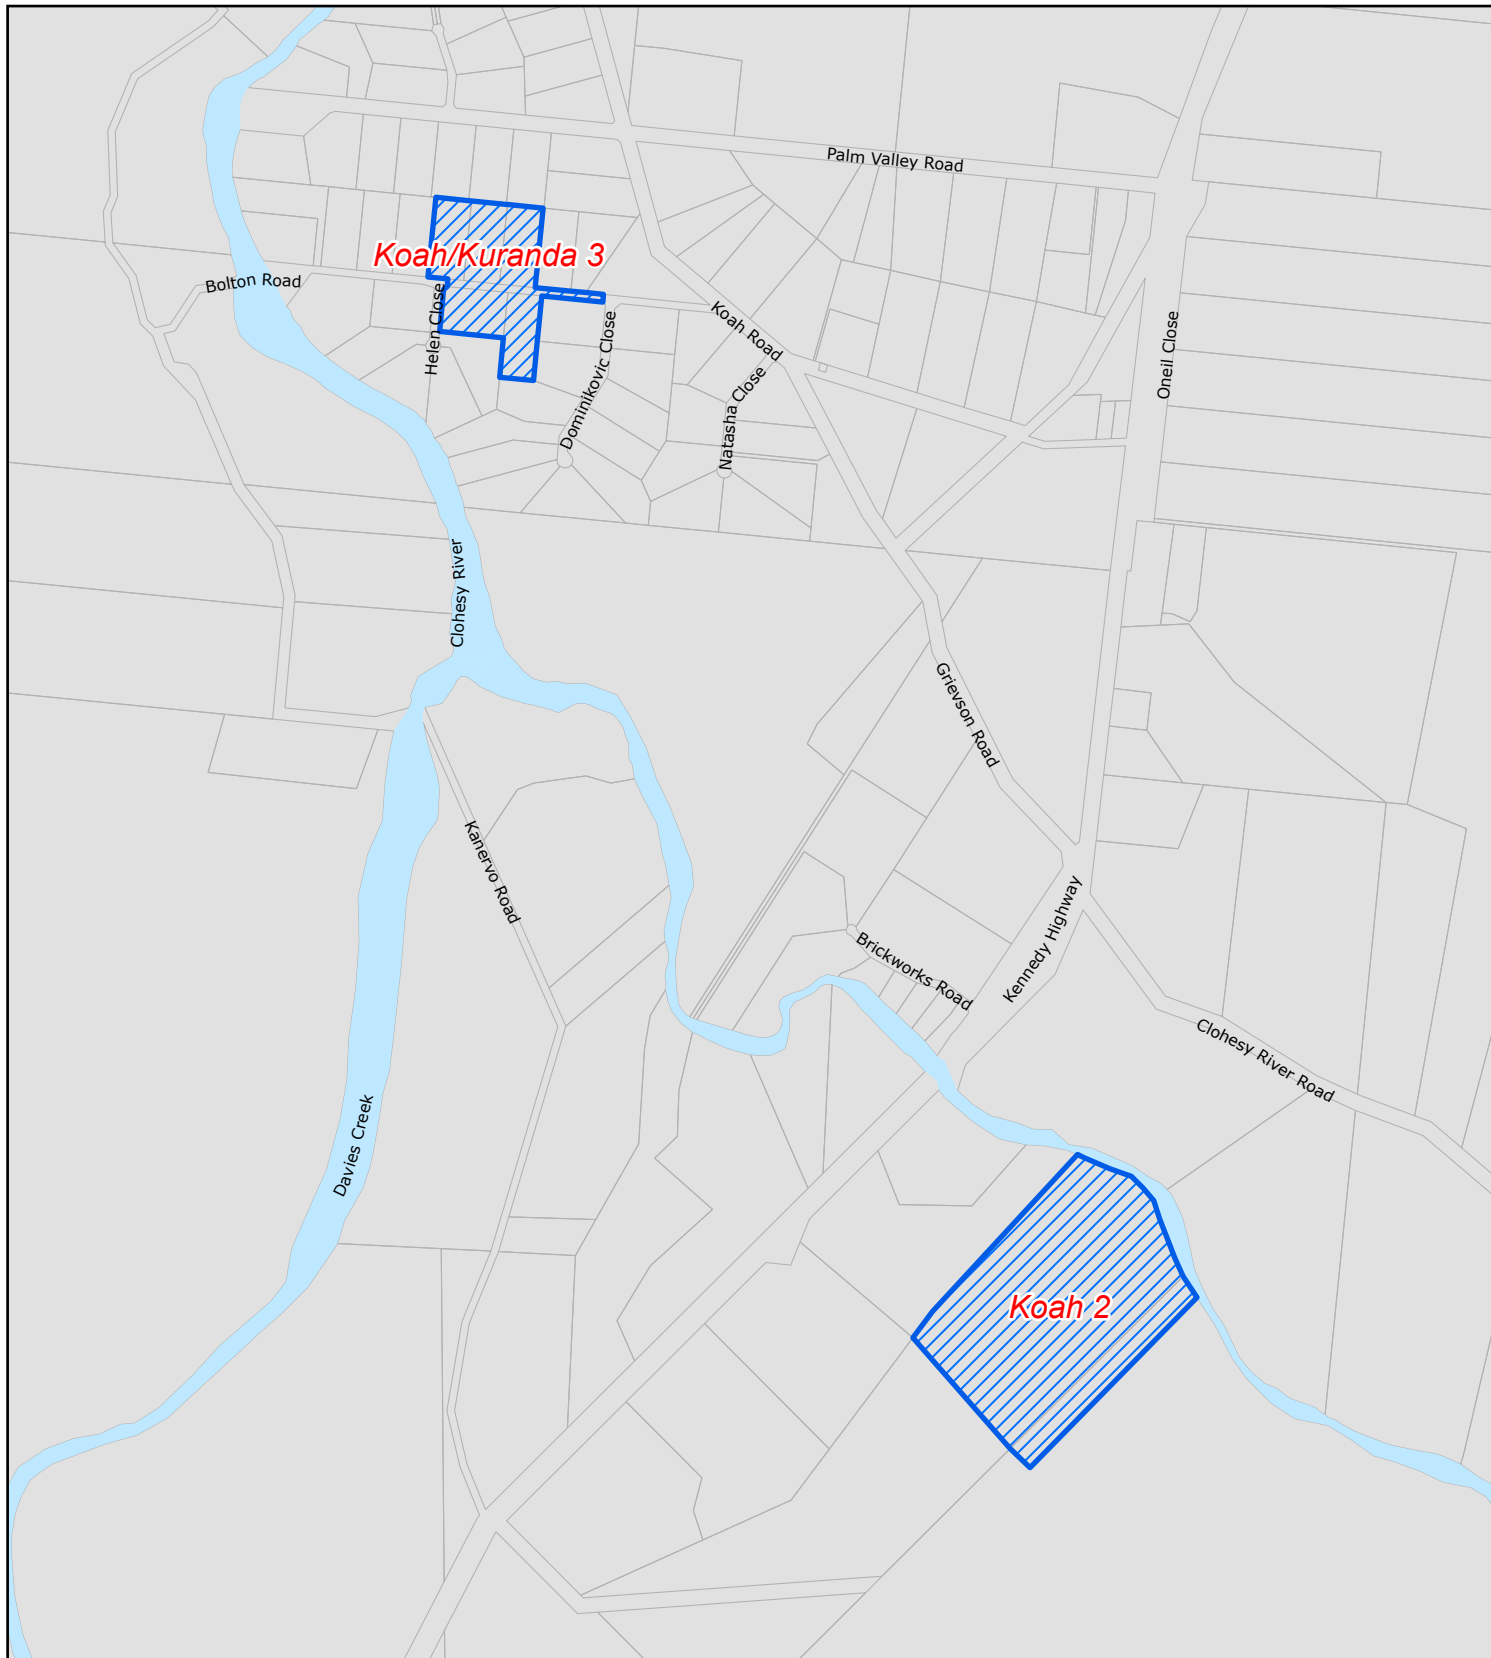 Palm Valley Road
Koah/Kuranda 3
Bolton Road
Helen Close
Dominikovic Close
Koah Road
Natasha Close
Oneil Close
Clohesy River
Grievson Road
Kanervo Road
Brickworks Road
Kennedy Highway
Clohesy River Road
Davies Creek
Koah 2